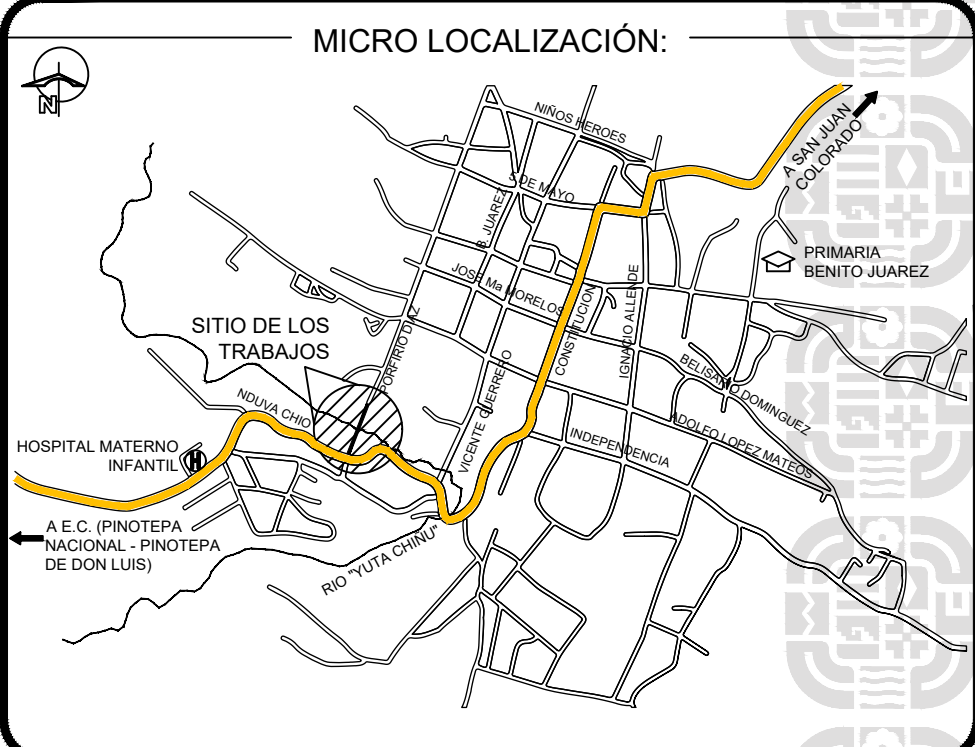 MICRO LOCALIZACIÓN:
N
NIÑOS HEROES
A SAN JUAN
COLORADO
5 DE MAYO
B. JUAREZ
PRIMARIA
BENITO JUAREZ
JOSE Ma MORELOS
CONSTITUCION
IGNACIO ALLENDE
SITIO DE LOS
TRABAJOS
PORFIRIO DIAZ
VICENTE GUERRERO
BELISARIO DOMINGUEZ
NDUVA CHIO
ADOLFO LOPEZ MATEOS
INDEPENDENCIA
HOSPITAL MATERNO
INFANTIL
H
A E.C. (PINOTEPA
NACIONAL - PINOTEPA
DE DON LUIS)
RIO "YUTA CHIÑU"